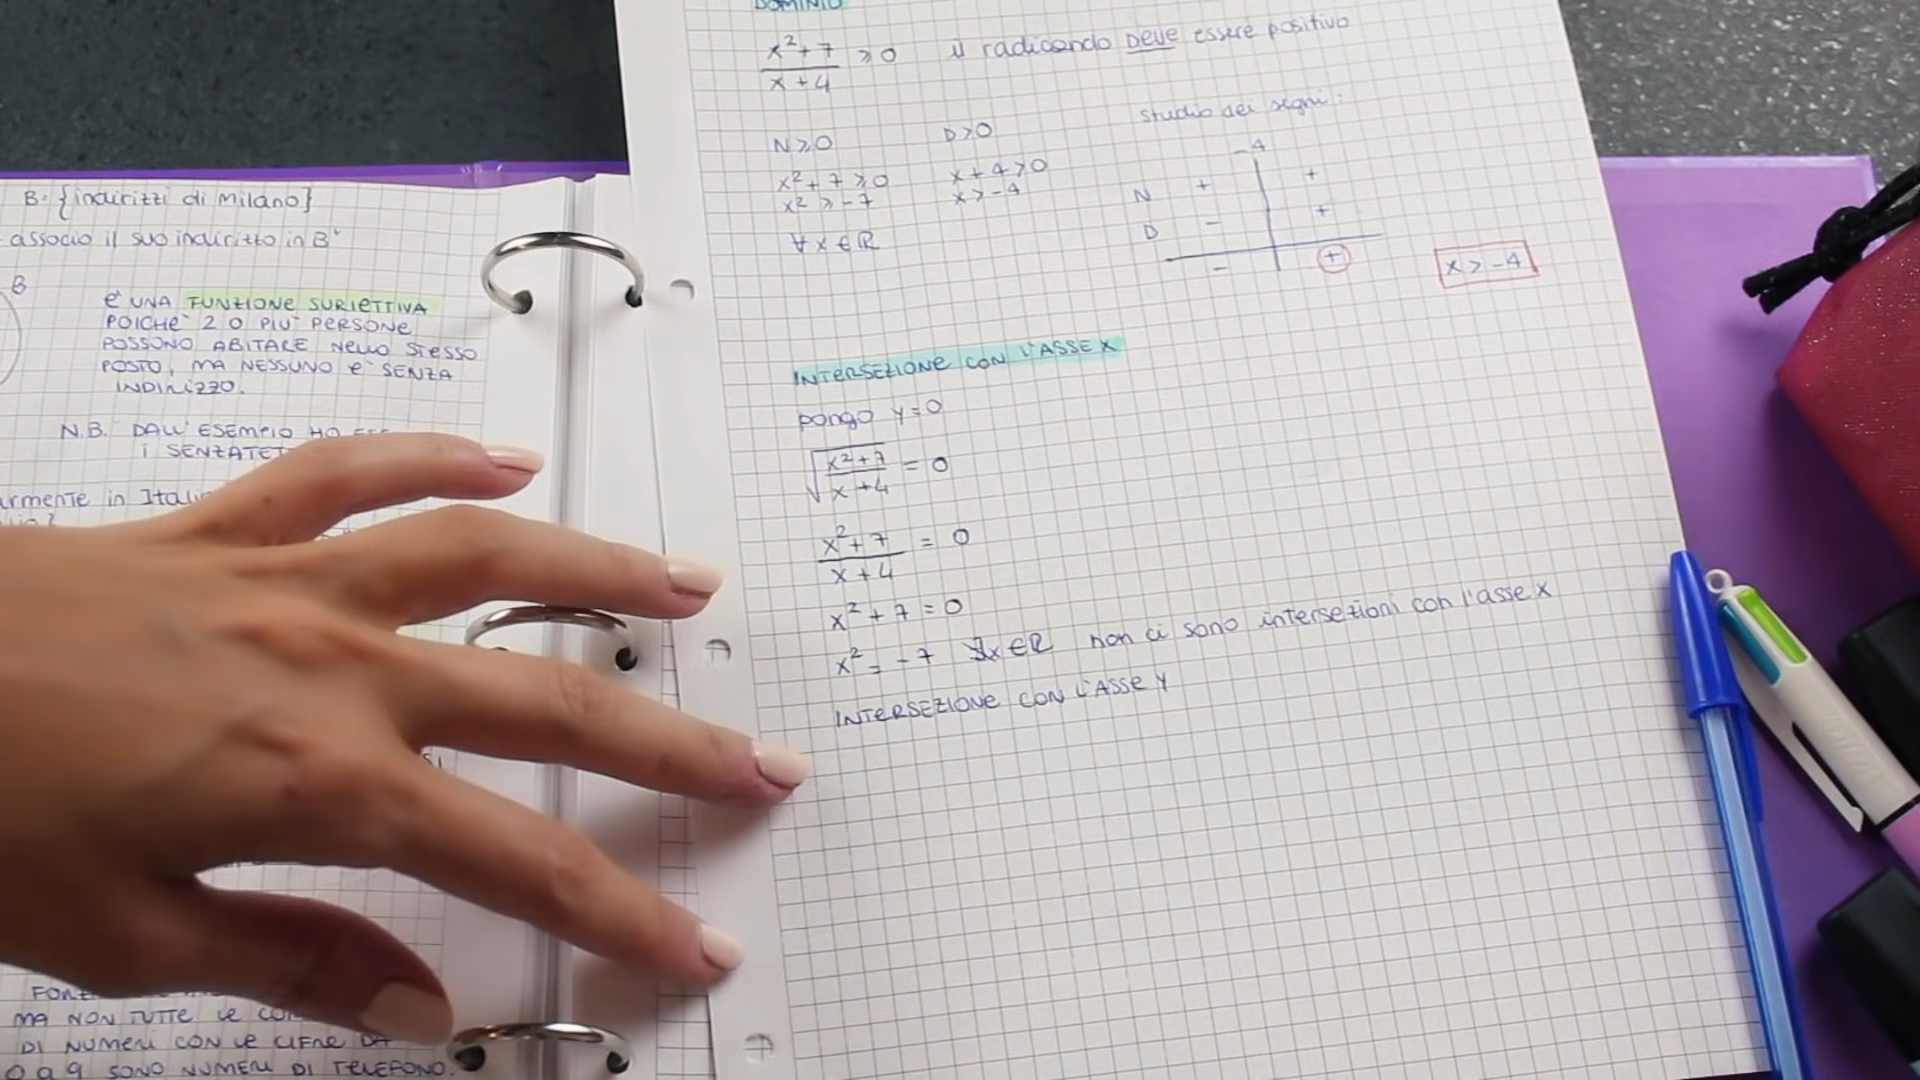 B: {indirizzi di Milano}
associo il suo indirizzo in B"
B
E' UNA FUNZIONE SURIETTIVA
POICHE' 2 O PIU' PERSONE
POSSONO ABITARE NELLO STESSO
POSTO, MA NESSUNO E' SENZA
INDIRIZZO.
N.B. DALL'ESEMPIO HO
I SENZATET
armente in Italia
FORZ
MA NON TUTTE LE
DI NUMERI CON LE CIFRE DA
0 a 9 SONO NUMERI DI TELEFONO.
DOMINIO
x²+7 / x+4 ⩾ 0 il radicando DEVE essere positivo
N⩾0 D>0 studio dei segni:
x²+7⩾0 x+4>0 -4
x²⩾-7 x>-4 N + +
∀x∈ℝ D - +
- + x>-4
INTERSEZIONE CON L'ASSE X
pongo y=0
√(x²+7 / x+4) = 0
x²+7 / x+4 = 0
x²+7=0
x²=-7 ∄x∈ℝ non ci sono intersezioni con l'asse x
INTERSEZIONE CON L'ASSE Y